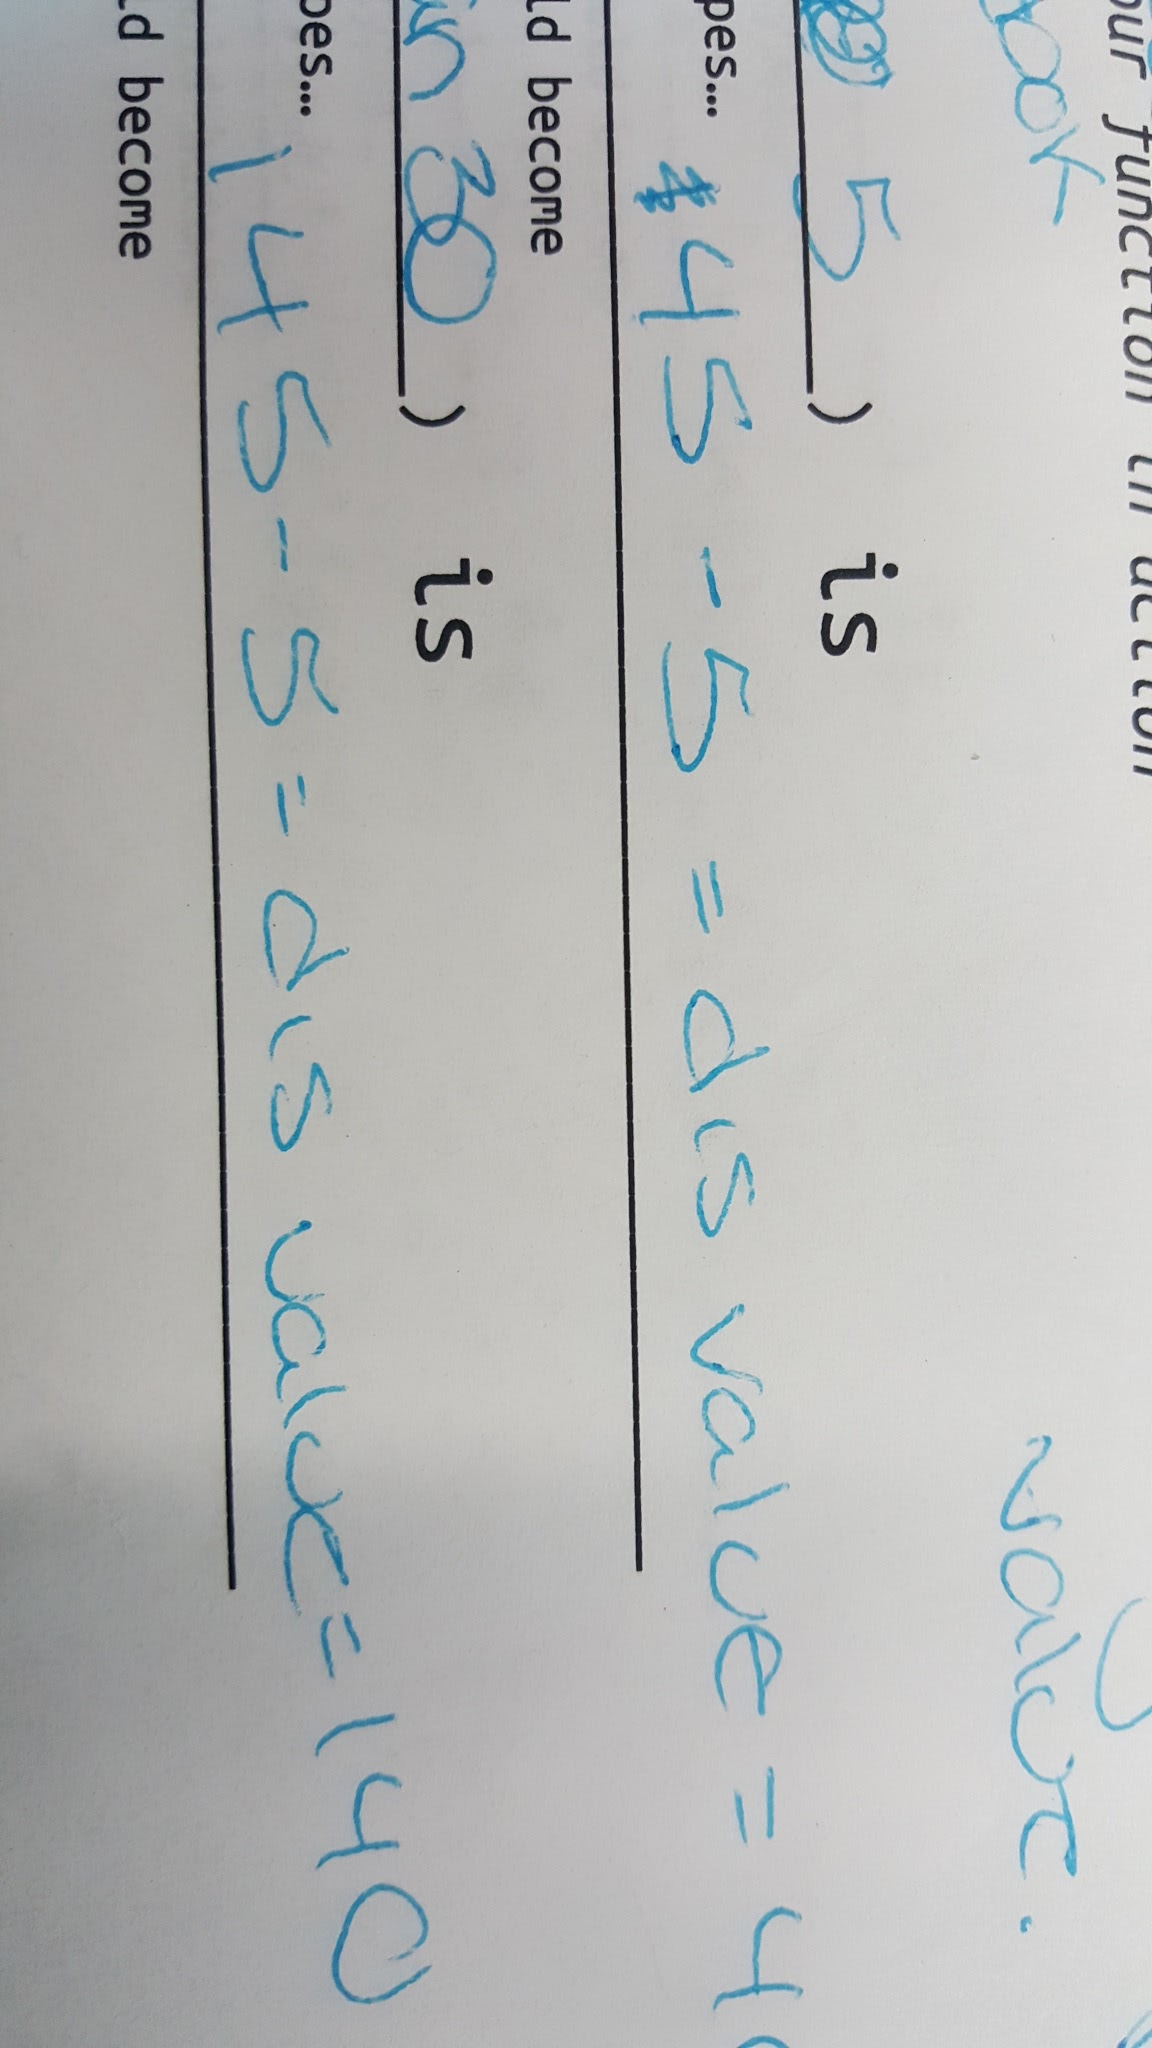 our function in action
value.
5 ) is
pes... $45 - 5 = dis value = 4
ld become
in 30 ) is
pes... 145 - 5 = dis value = 140
ld become